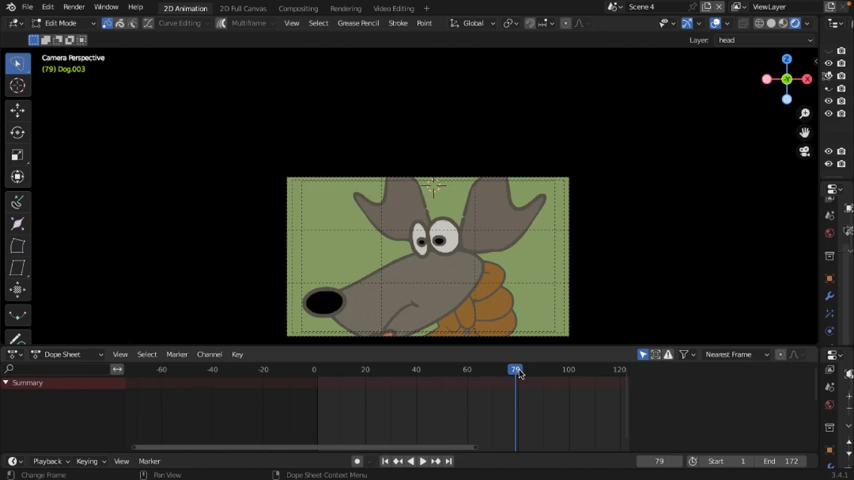 File Edit Render Window Help 2D Animation 2D Full Canvas Compositing Rendering Video Editing + Scene 4 ViewLayer
Edit Mode Curve Editing Multiframe View Select Grease Pencil Stroke Point Global
Layer: head
Camera Perspective
(79) Dog.003
Z
Y
X
Dope Sheet View Select Marker Channel Key Nearest Frame
-60 -40 -20 0 20 40 60 79 100 120
Summary
Playback Keying View Marker 79 Start 1 End 172
Change Frame Pan View Dope Sheet Context Menu 3.4.1